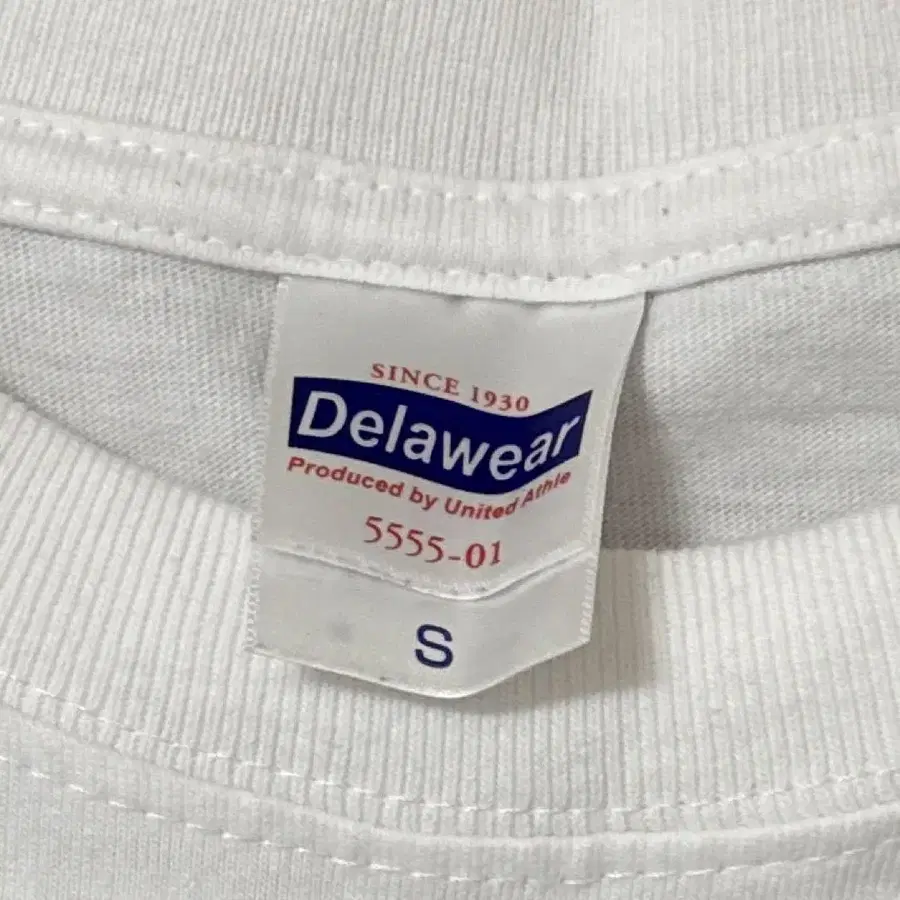 SINCE 1930
Delawear
Produced by United Athle
5555-01
S